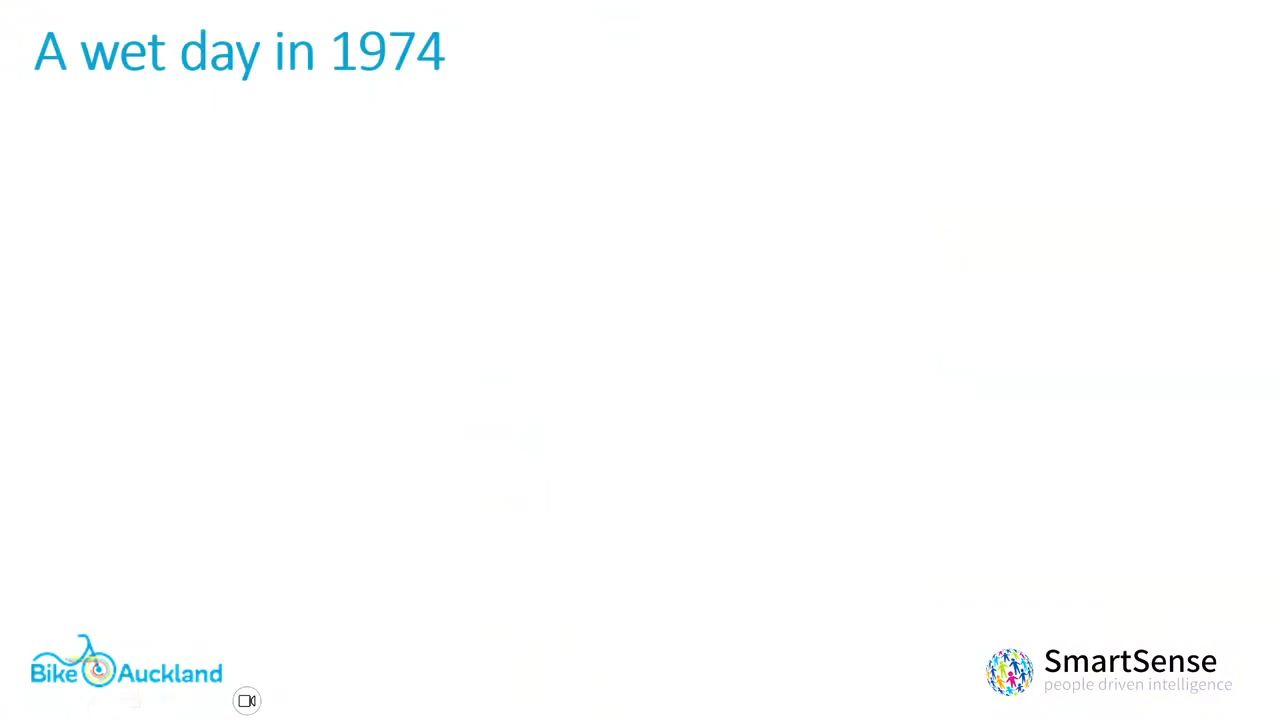 A wet day in 1974
Bike Auckland
SmartSense
people driven intelligence